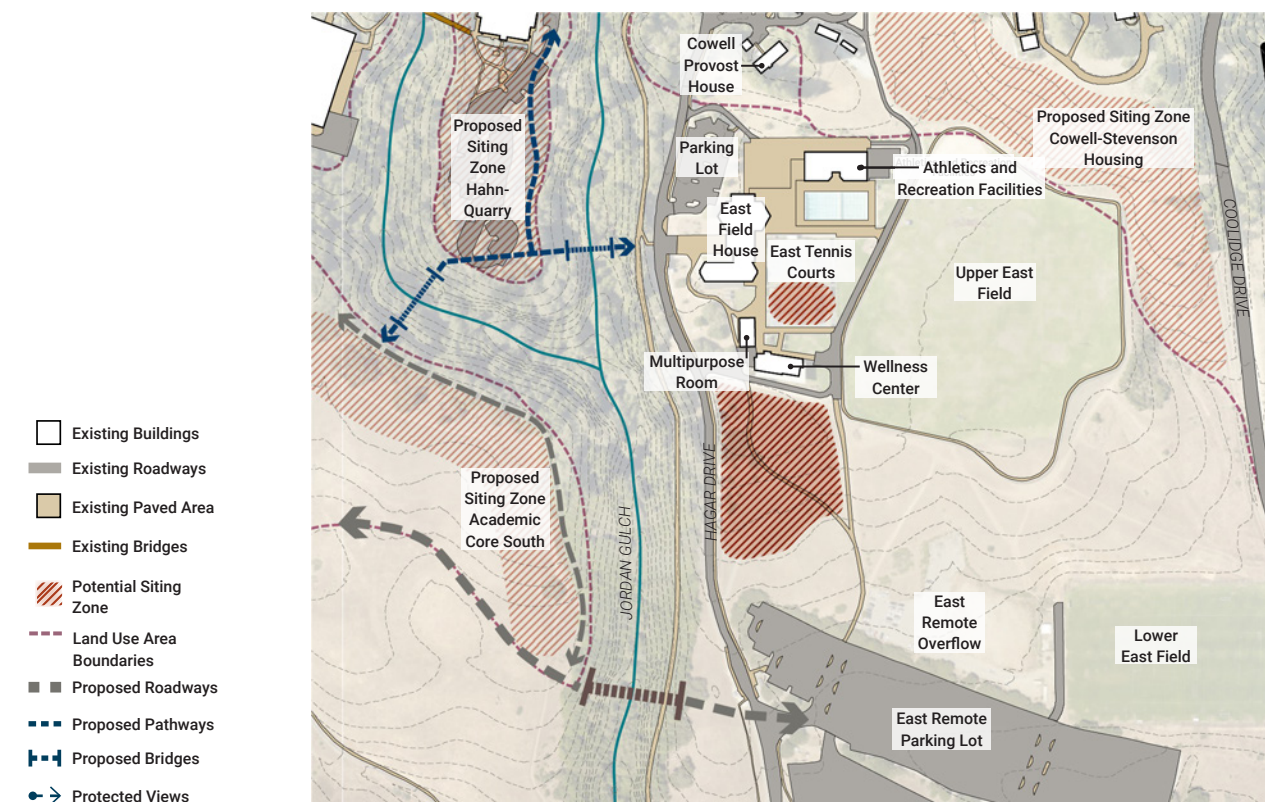 Cowell
Provost
House
Proposed
Siting
Zone
Hahn-
Quarry
Parking
Lot
Proposed Siting Zone
Cowell-Stevenson
Housing
Athletics and
Recreation Facilities
East
Field
House
East Tennis
Courts
Upper East
Field
COOLIDGE DRIVE
Multipurpose
Room
Wellness
Center
Proposed
Siting Zone
Academic
Core South
JORDAN GULCH
HAGAR DRIVE
East
Remote
Overflow
Lower
East Field
East Remote
Parking Lot
Existing Buildings
Existing Roadways
Existing Paved Area
Existing Bridges
Potential Siting
Zone
Land Use Area
Boundaries
Proposed Roadways
Proposed Pathways
Proposed Bridges
Protected Views